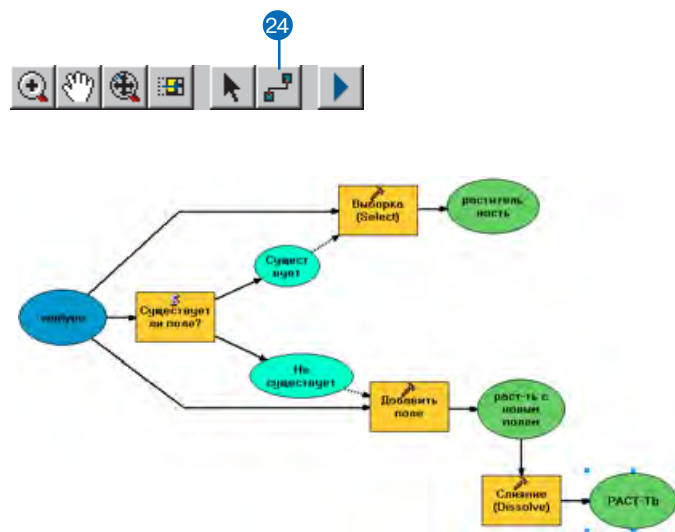 24
Выборка
(Select)
раститель
ность
Сущест
вует
Существует
ли поле?
Не
существует
Добавить
поле
раст-ть с
новым
полем
Слияние
(Dissolve)
РАСТ-ТЬ